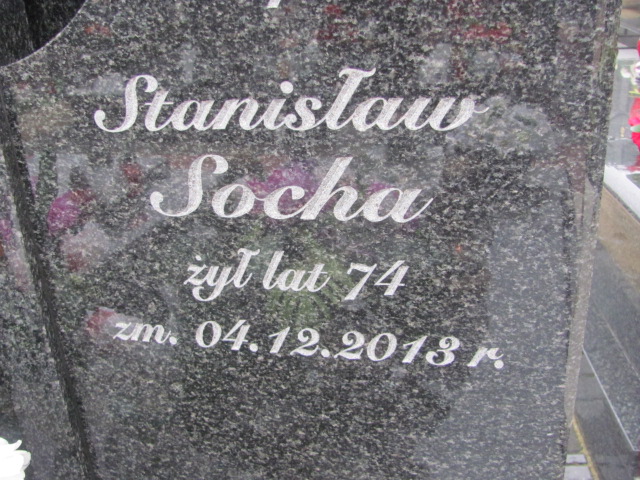 Stanisław
Socha
żył lat 74
zm. 04.12.2013 r.